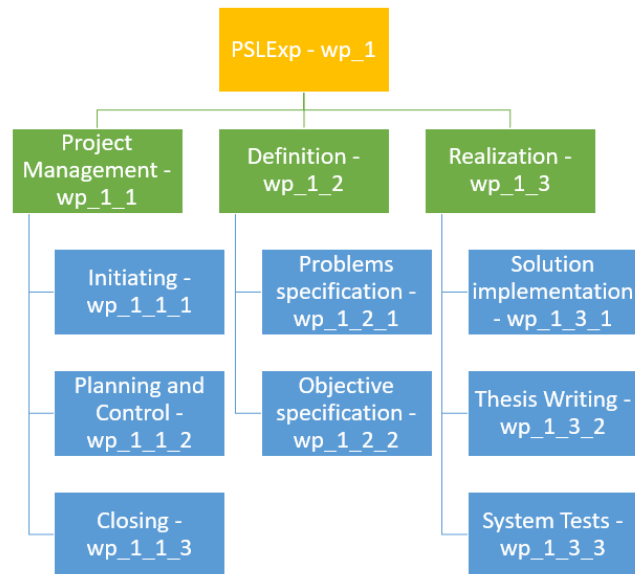 PSLExp - wp_1
Project
Management -
wp_1_1
Definition -
wp_1_2
Realization -
wp_1_3
Initiating -
wp_1_1_1
Planning and
Control -
wp_1_1_2
Closing -
wp_1_1_3
Problems
specification -
wp_1_2_1
Objective
specification -
wp_1_2_2
Solution
implementation
- wp_1_3_1
Thesis Writing -
wp_1_3_2
System Tests -
wp_1_3_3